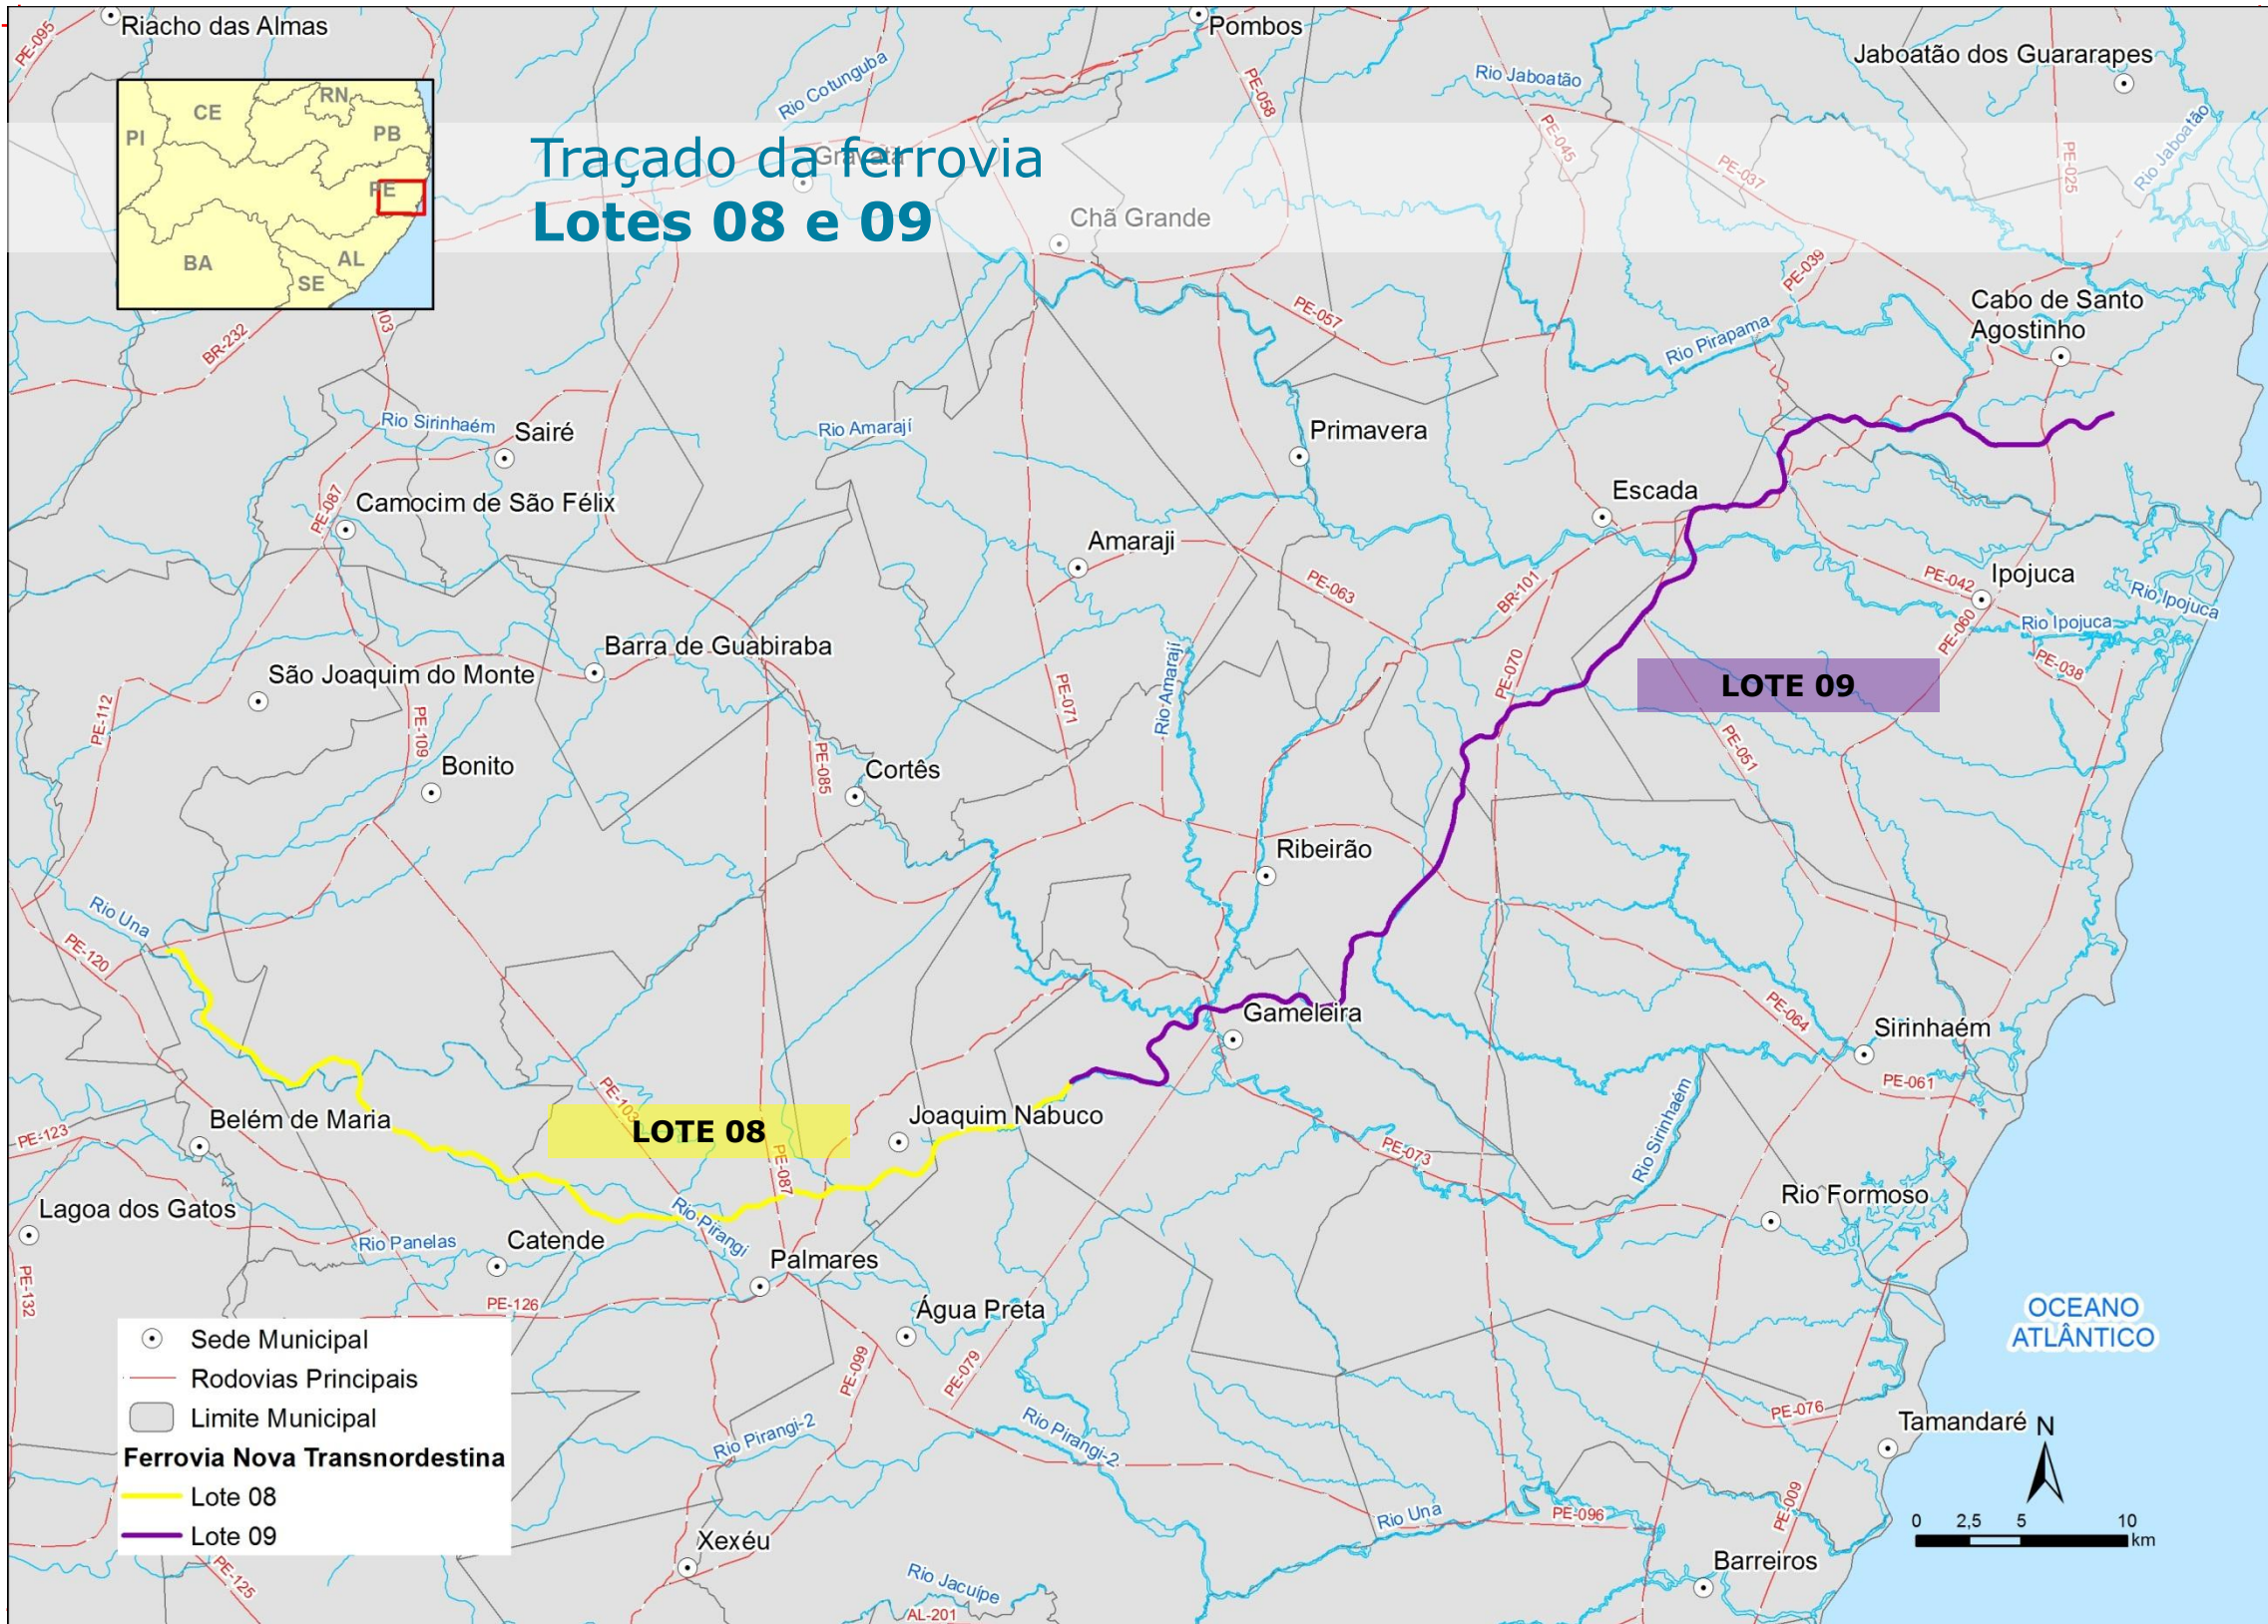 Riacho das Almas
Pombos
Jaboatão dos Guararapes
PE-095
Rio Cotunguba
PE-058
Rio Jaboatão
PE-045
PE-037
PE-025
Rio Jaboatão
CE
RN
PI
PB
PE
BA
AL
SE
Traçado da ferrovia
Lotes 08 e 09
Gravatá
Chã Grande
103
BR-232
PE-057
PE-039
Rio Pirapama
Cabo de Santo
Agostinho
Rio Sirinhaém
Sairé
Rio Amarají
Primavera
PE-087
Camocim de São Félix
Escada
Amaraji
PE-063
BR-101
PE-042
Ipojuca
Rio Ipojuca
Rio Ipojuca
PE-060
PE-038
Barra de Guabiraba
São Joaquim do Monte
PE-112
PE-109
PE-071
Rio Amarají
PE-070
LOTE 09
PE-051
Bonito
PE-085
Cortês
Ribeirão
Rio Una
PE-120
Gameleira
PE-064
Sirinhaém
PE-061
PE-103
LOTE 08
Joaquim Nabuco
Belém de Maria
PE-123
PE-087
PE-073
Rio Sirinhaém
Rio Formoso
Lagoa dos Gatos
Rio Panelas
Catende
Rio Pirangi
Palmares
PE-132
PE-126
Água Preta
OCEANO
ATLÂNTICO
PE-099
PE-079
Sede Municipal
Rodovias Principais
Limite Municipal
Ferrovia Nova Transnordestina
Lote 08
Lote 09
Rio Pirangi-2
Rio Pirangi-2
PE-076
Tamandaré
N
Rio Una
PE-096
PE-009
0 2,5 5 10
km
Xexéu
Barreiros
PE-125
Rio Jacuípe
AL-201